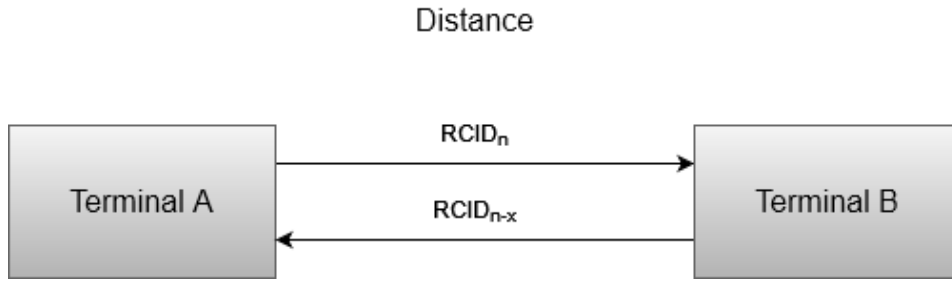 Distance
RCIDₙ
Terminal A
Terminal B
RCIDₙ₋ₓ